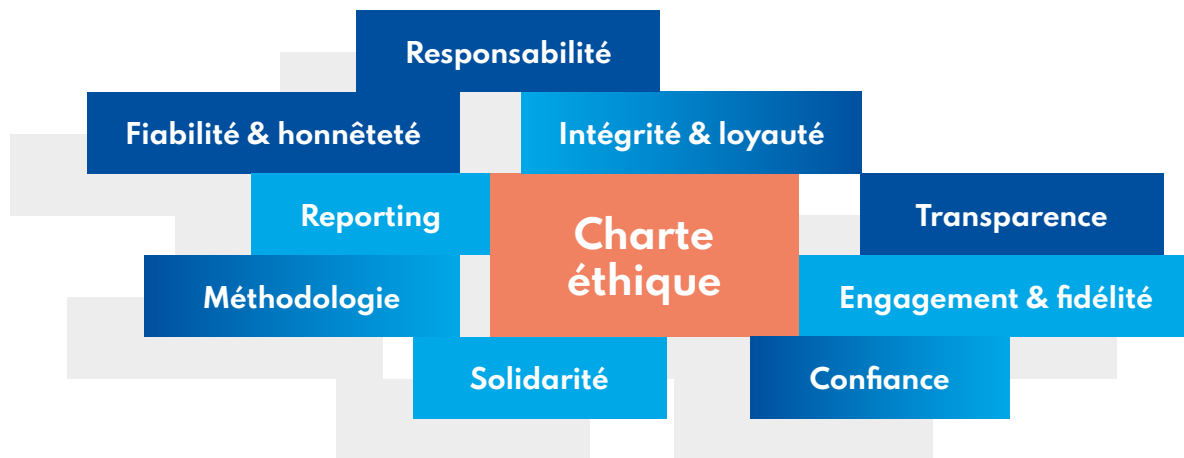 Responsabilité
Fiabilité & honnêteté
Intégrité & loyauté
Reporting
Charte
éthique
Transparence
Méthodologie
Engagement & fidélité
Solidarité
Confiance